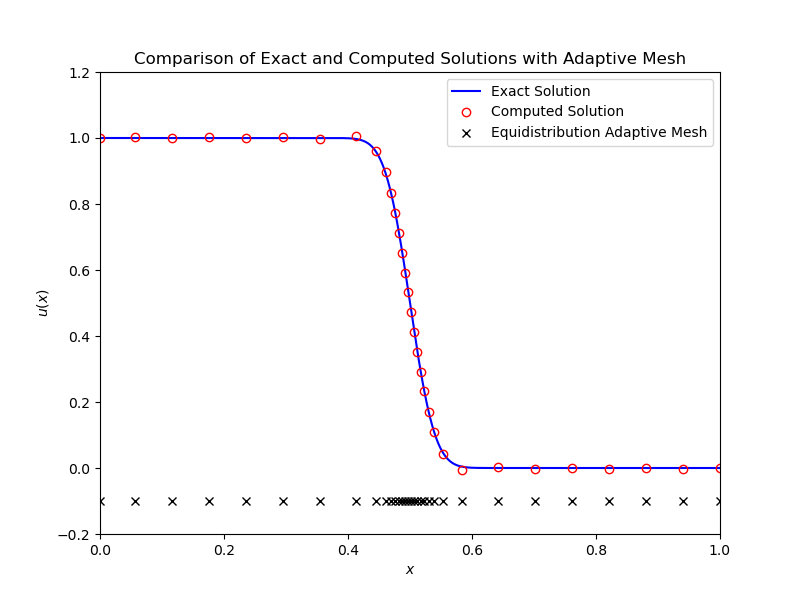 Comparison of Exact and Computed Solutions with Adaptive Mesh
Exact Solution
Computed Solution
Equidistribution Adaptive Mesh
1.2
1.0
0.8
0.6
0.4
0.2
0.0
−0.2
u(x)
0.0 0.2 0.4 0.6 0.8 1.0
x